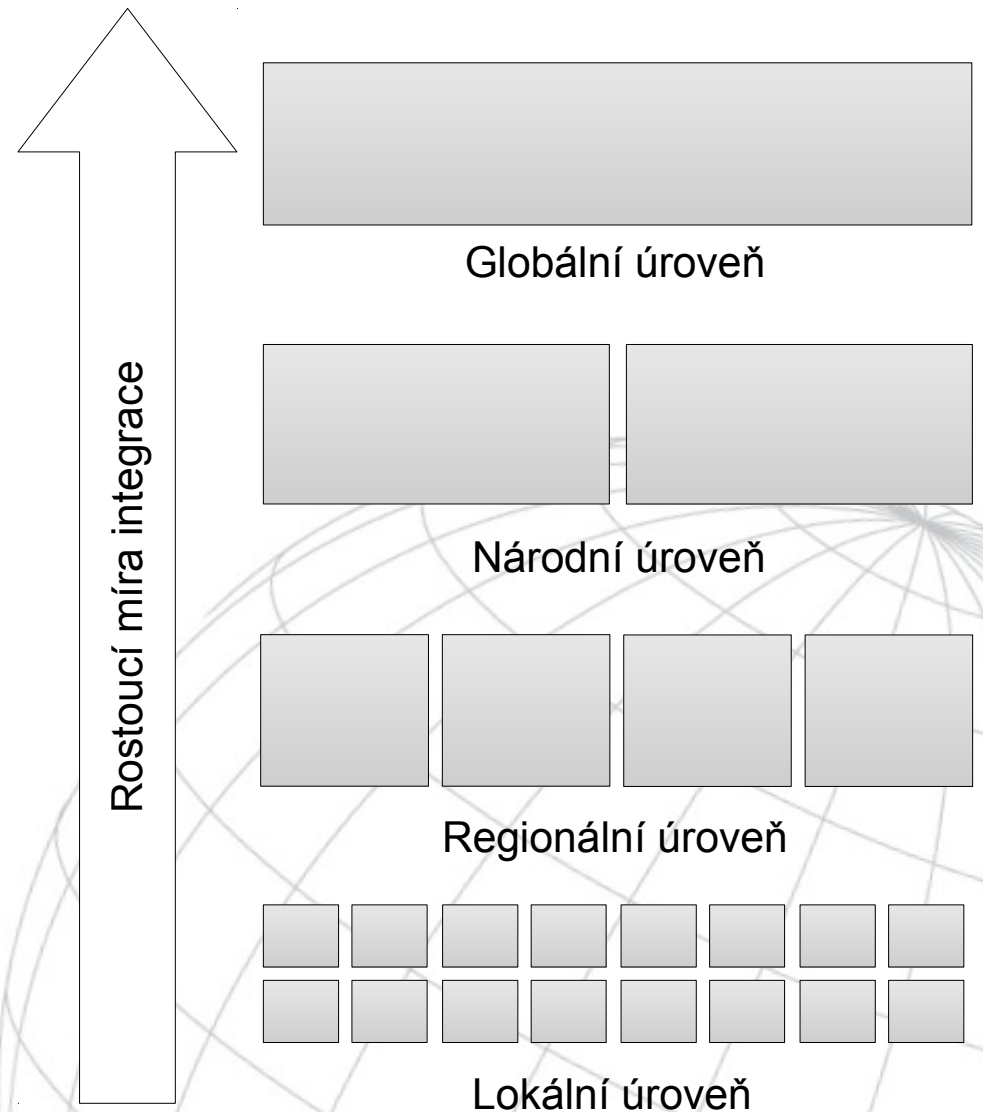 Globální úroveň
Národní úroveň
Rostoucí míra integrace
Regionální úroveň
Lokální úroveň